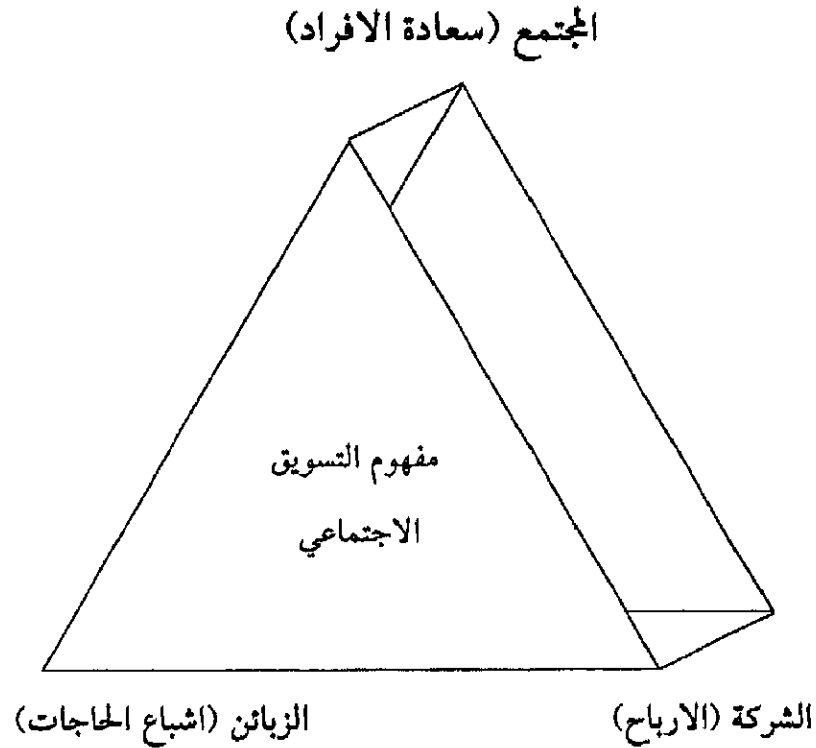 المجتمع (سعادة الافراد)
مفهوم التسويق
الاجتماعي
الشركة (الارباح)
الزبائن (اشباع الحاجات)